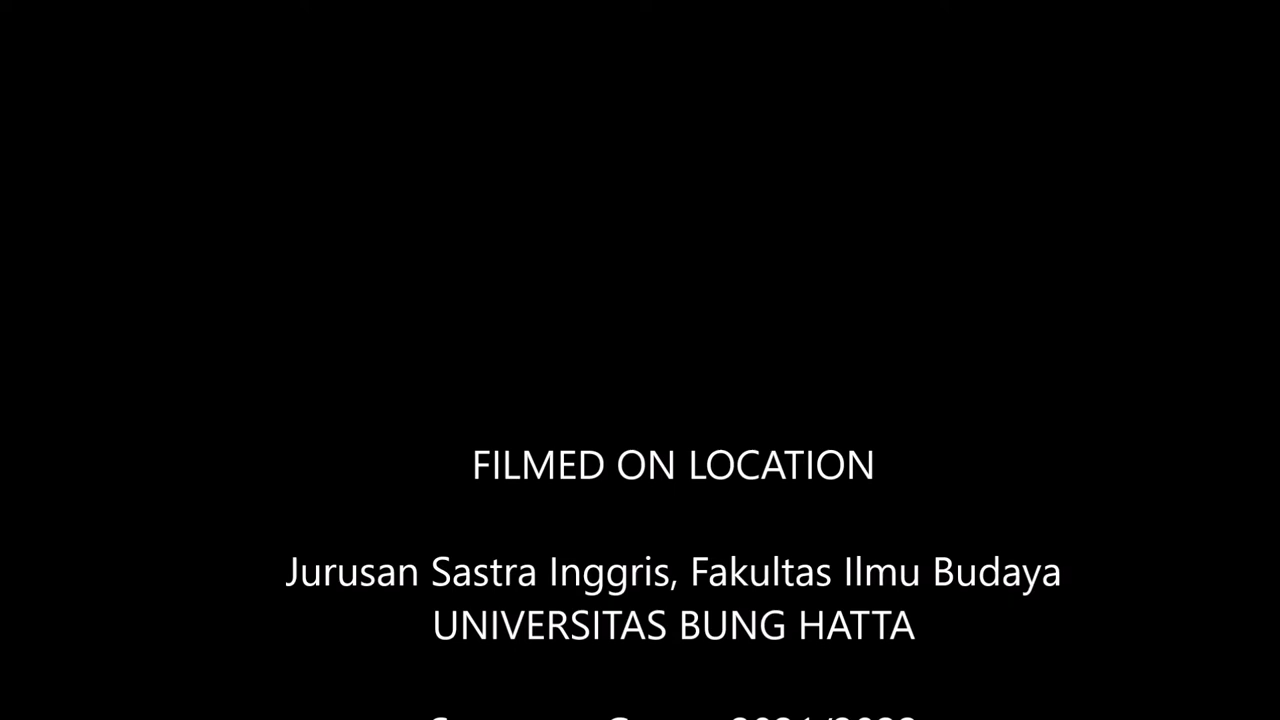 FILMED ON LOCATION
Jurusan Sastra Inggris, Fakultas Ilmu Budaya
UNIVERSITAS BUNG HATTA